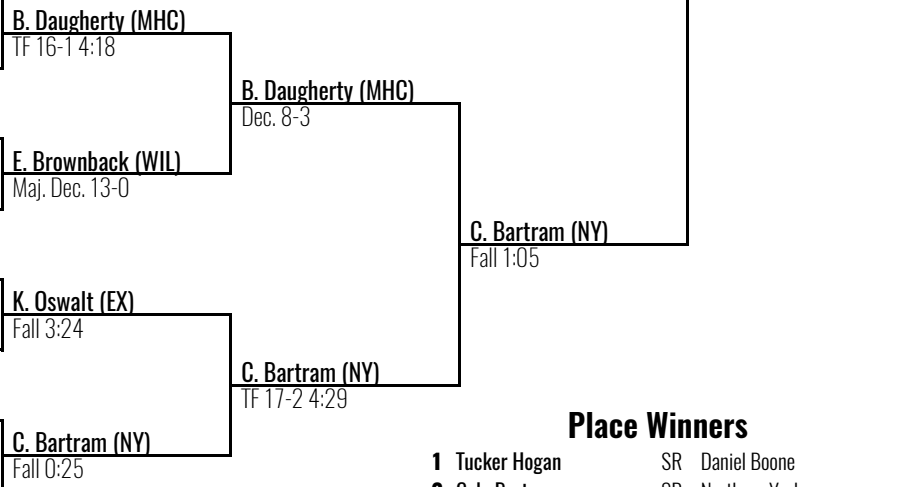 B. Daugherty (MHC)
TF 16-1 4:18
B. Daugherty (MHC)
Dec. 8-3
E. Brownback (WIL)
Maj. Dec. 13-0
C. Bartram (NY)
Fall 1:05
K. Oswalt (EX)
Fall 3:24
C. Bartram (NY)
TF 17-2 4:29
Place Winners
C. Bartram (NY)
Fall 0:25
1 Tucker Hogan SR Daniel Boone